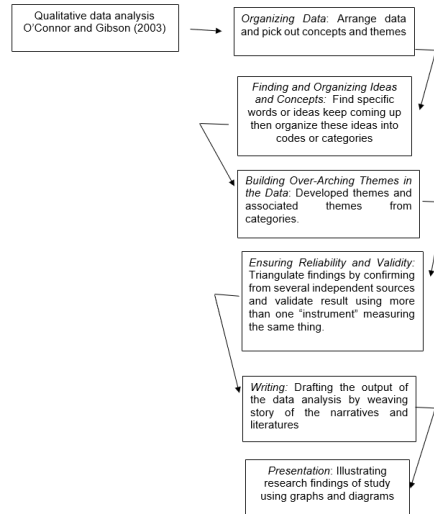 Qualitative data analysis
O'Connor and Gibson (2003)
Organizing Data: Arrange data
and pick out concepts and themes
Finding and Organizing Ideas
and Concepts: Find specific
words or ideas keep coming up
then organize these ideas into
codes or categories
Building Over-Arching Themes in
the Data: Developed themes and
associated themes from
categories.
Ensuring Reliability and Validity:
Triangulate findings by confirming
from several independent sources
and validate result using more
than one “instrument” measuring
the same thing.
Writing: Drafting the output of
the data analysis by weaving
story of the narratives and
literatures
Presentation: Illustrating
research findings of study
using graphs and diagrams